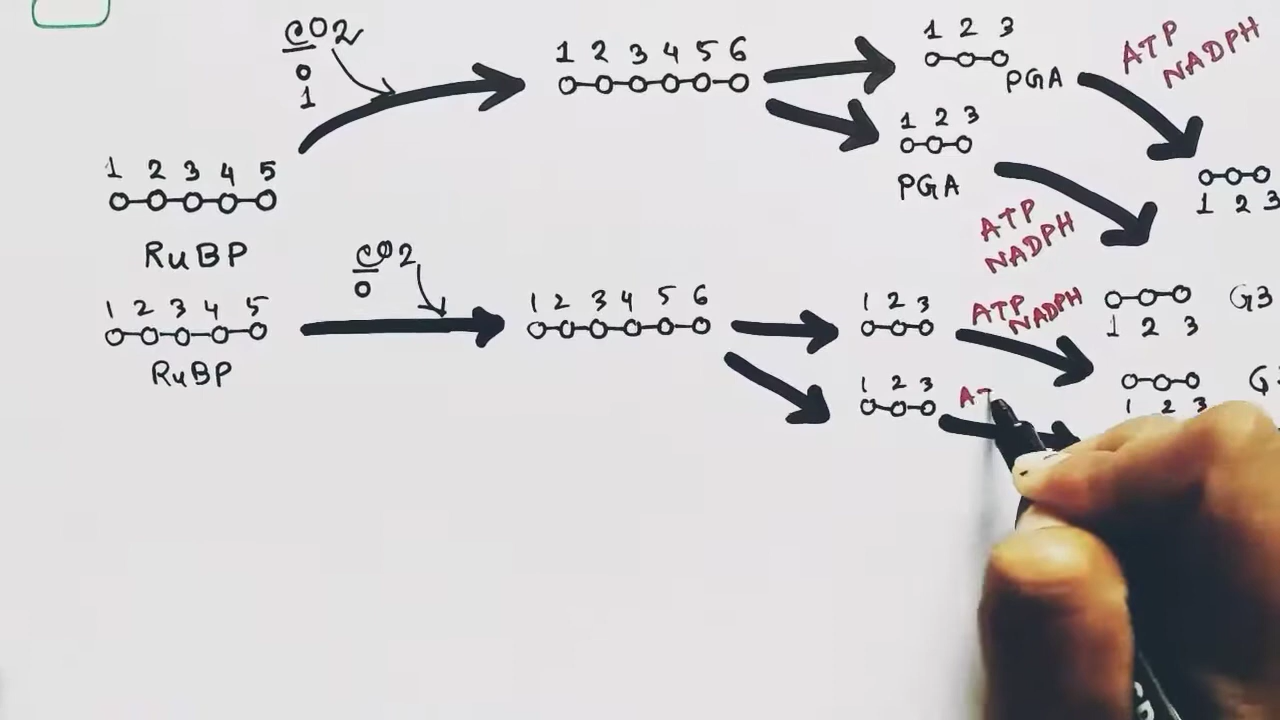 CO2
1
1 2 3 4 5 6
1 2 3
PGA
ATP
NADPH
1 2 3 4 5
RuBP
1 2 3
PGA
ATP
NADPH
1 2 3
CO2
1 2 3 4 5
RuBP
1 2 3 4 5 6
1 2 3
ATP
NADPH
1 2 3
G3
1 2 3
AT
1 2 3
G